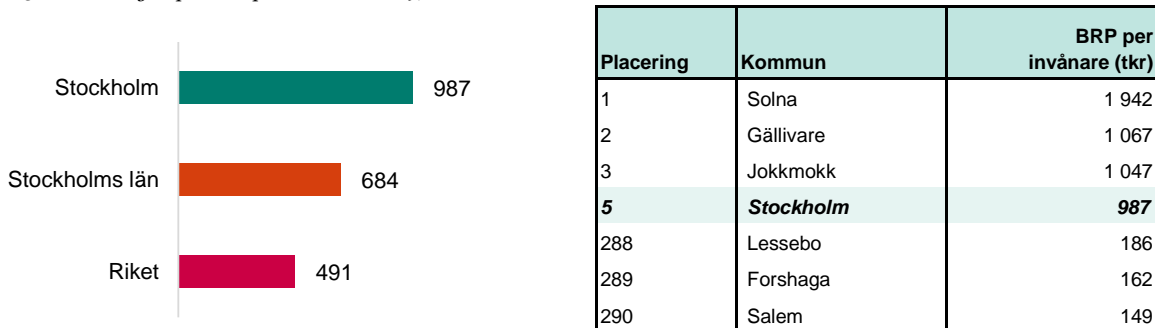 Stockholm 987
Stockholms län 684
Riket 491
Placering Kommun BRP per invånare (tkr)
1 Solna 1 942
2 Gällivare 1 067
3 Jokkmokk 1 047
5 Stockholm 987
288 Lessebo 186
289 Forshaga 162
290 Salem 149